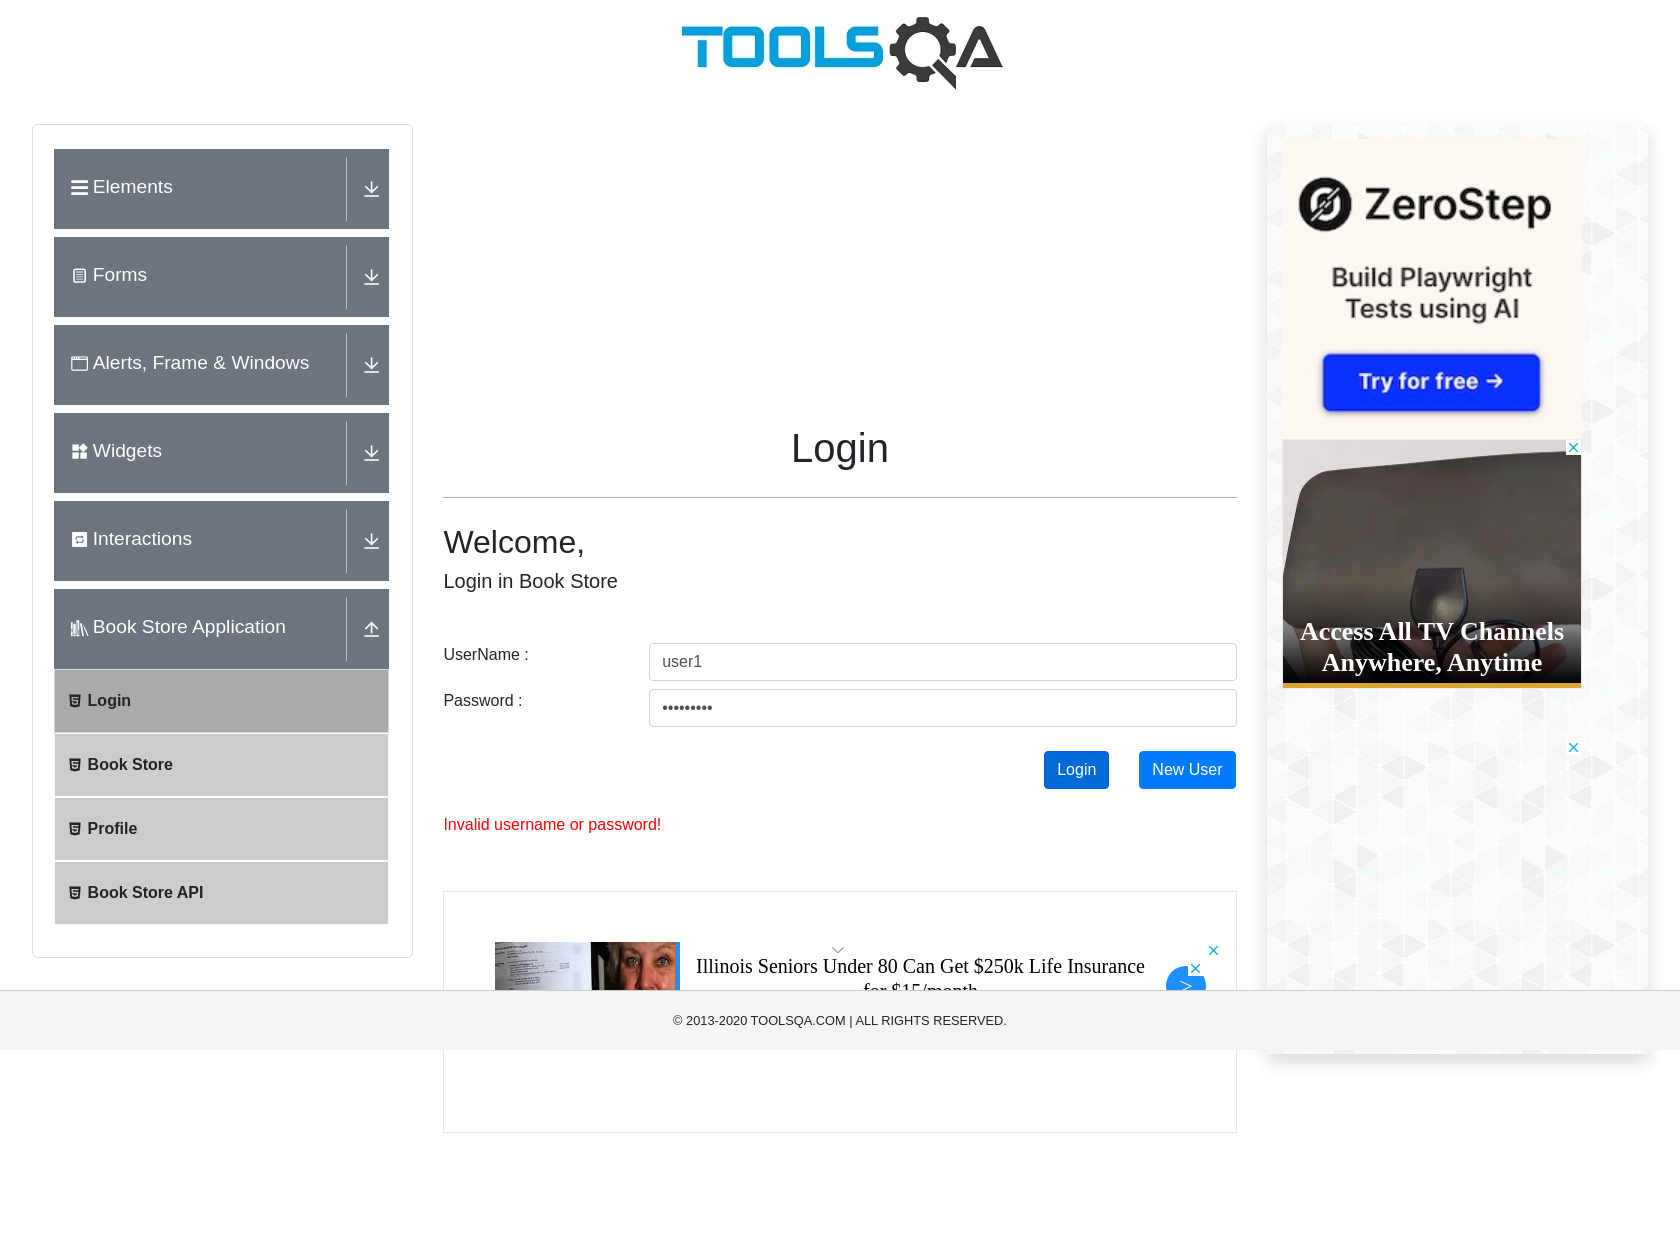 TOOLSQA
Elements
Forms
Alerts, Frame & Windows
Widgets
Interactions
Book Store Application
Login
Book Store
Profile
Book Store API
Login
Welcome,
Login in Book Store
UserName :
user1
Password :
•••••••••
Login
New User
Invalid username or password!
Illinois Seniors Under 80 Can Get $250k Life Insurance
for $15/month
ZeroStep
Build Playwright
Tests using AI
Try for free →
Access All TV Channels
Anywhere, Anytime
© 2013-2020 TOOLSQA.COM | ALL RIGHTS RESERVED.